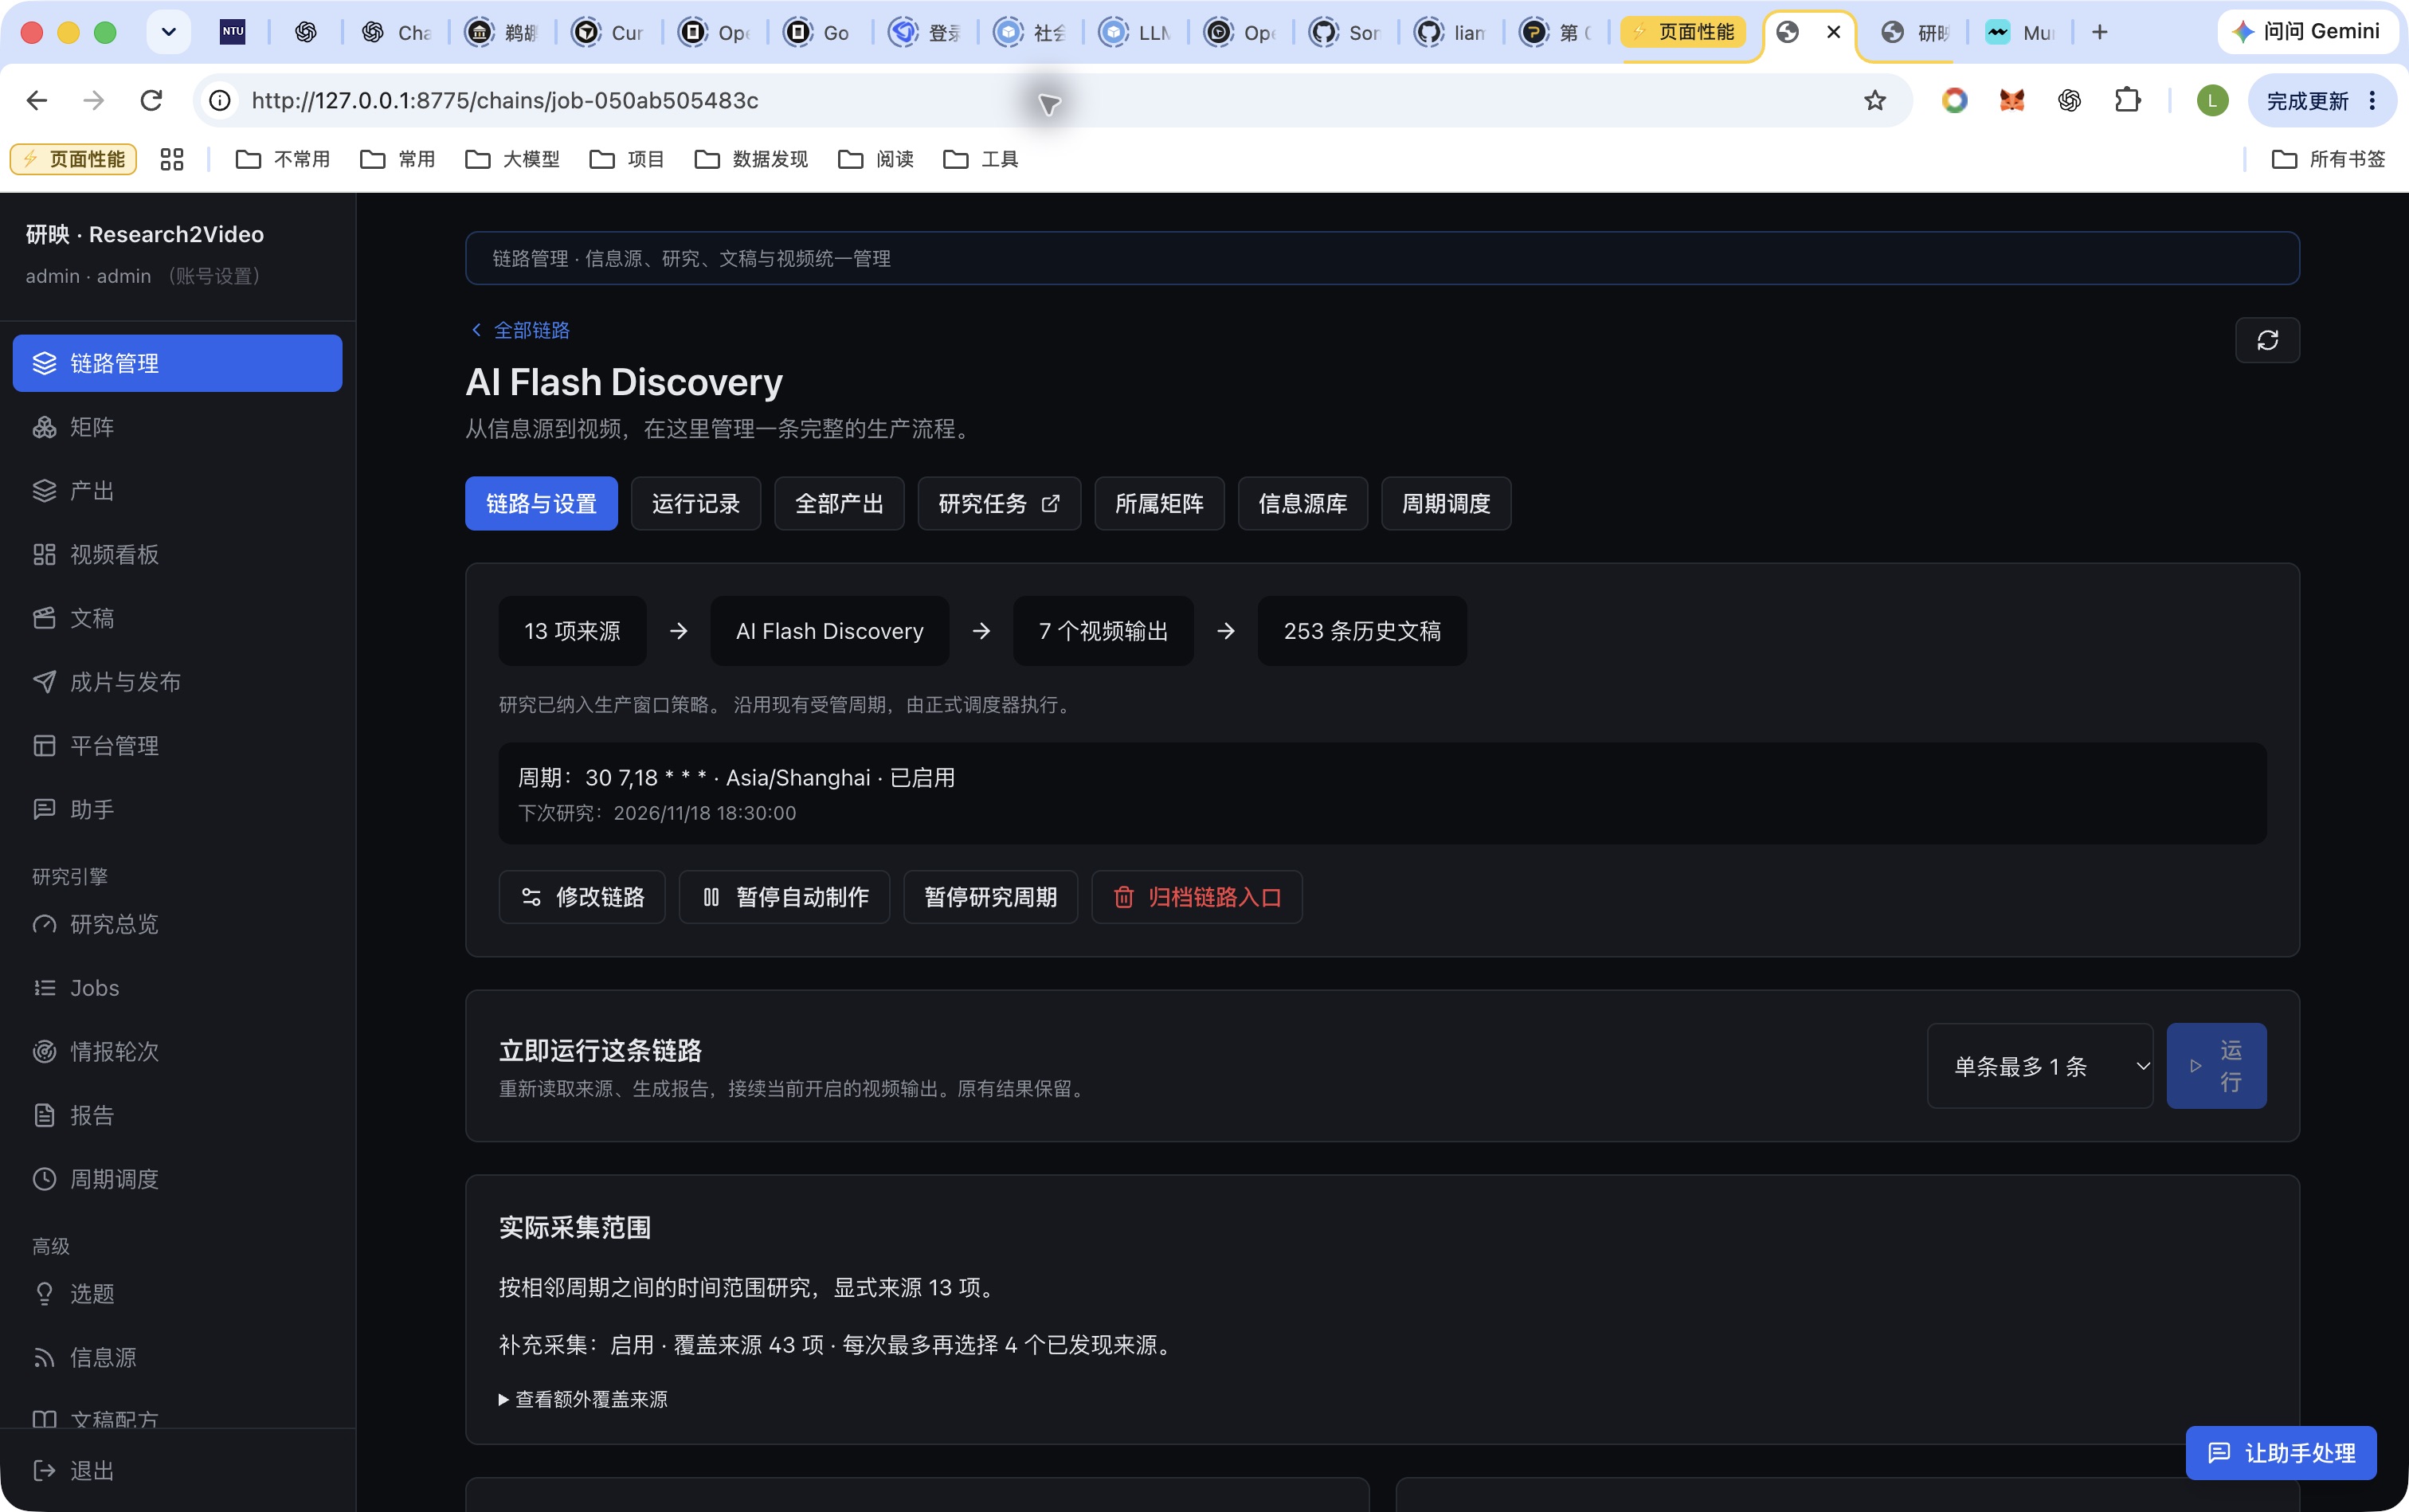 NTU
Cha
鹈鹕
Cur
Ope
Go
登录
社会
LLM
Ope
Sor
liam
第
页面性能
研映
Mu
问问 Gemini
http://127.0.0.1:8775/chains/job-050ab505483c
L
完成更新
页面性能
不常用
常用
大模型
项目
数据发现
阅读
工具
所有书签
研映 · Research2Video
admin · admin （账号设置）
链路管理
矩阵
产出
视频看板
文稿
成片与发布
平台管理
助手
研究引擎
研究总览
Jobs
情报轮次
报告
周期调度
高级
选题
信息源
文稿配方
退出
链路管理 · 信息源、研究、文稿与视频统一管理
全部链路
AI Flash Discovery
从信息源到视频，在这里管理一条完整的生产流程。
链路与设置
运行记录
全部产出
研究任务
所属矩阵
信息源库
周期调度
13 项来源 → AI Flash Discovery → 7 个视频输出 → 253 条历史文稿
研究已纳入生产窗口策略。 沿用现有受管周期，由正式调度器执行。
周期：30 7,18 * * * · Asia/Shanghai · 已启用
下次研究：2026/11/18 18:30:00
修改链路
暂停自动制作
暂停研究周期
归档链路入口
立即运行这条链路
重新读取来源、生成报告，接续当前开启的视频输出。原有结果保留。
单条最多 1 条
运行
实际采集范围
按相邻周期之间的时间范围研究，显式来源 13 项。
补充采集：启用 · 覆盖来源 43 项 · 每次最多再选择 4 个已发现来源。
查看额外覆盖来源
让助手处理